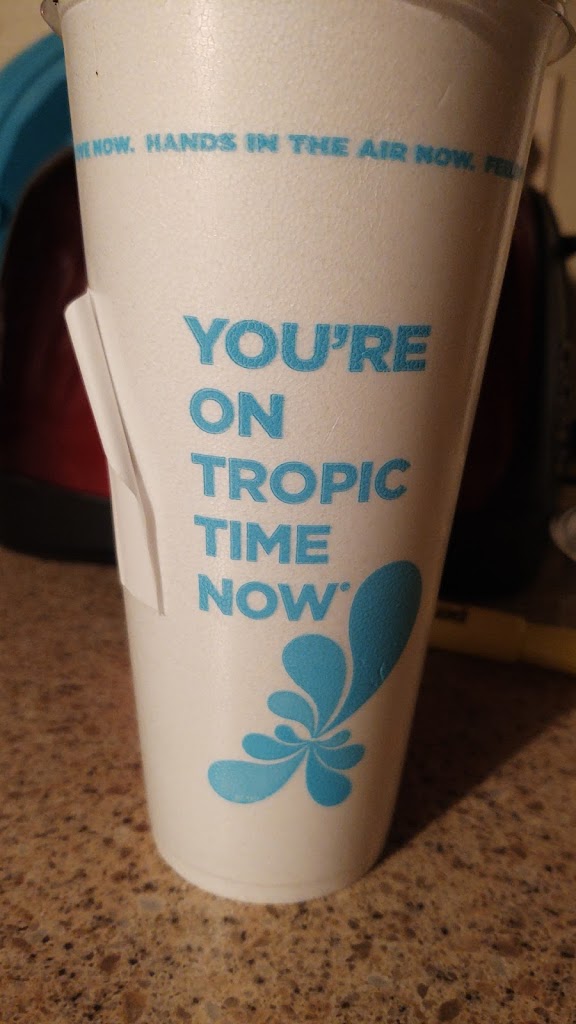 NOW. HANDS IN THE AIR NOW.
YOU'RE
ON
TROPIC
TIME
NOW®